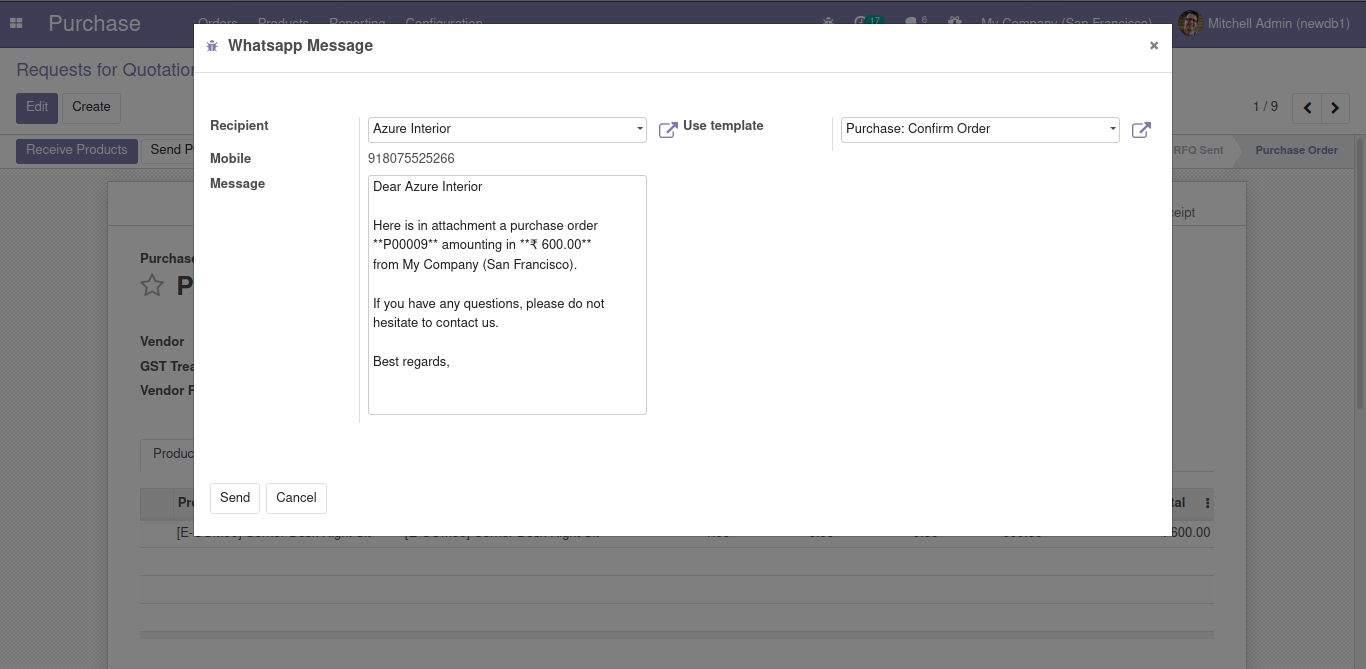 Purchase Orders Products Reporting Configuration 17 6 My Company (San Francisco) Mitchell Admin (newdb1)
Whatsapp Message ×
Requests for Quotation
Edit Create 1 / 9
Receive Products Send RFQ Sent Purchase Order
Recipient Azure Interior Use template Purchase: Confirm Order
Mobile 918075525266
Message
Dear Azure Interior
Here is in attachment a purchase order
**P00009** amounting in **₹ 600.00**
from My Company (San Francisco).
If you have any questions, please do not
hesitate to contact us.
Best regards,
Purchase
P
Vendor
GST Trea
Vendor R
Produc
Send Cancel
Pro tal
600.00